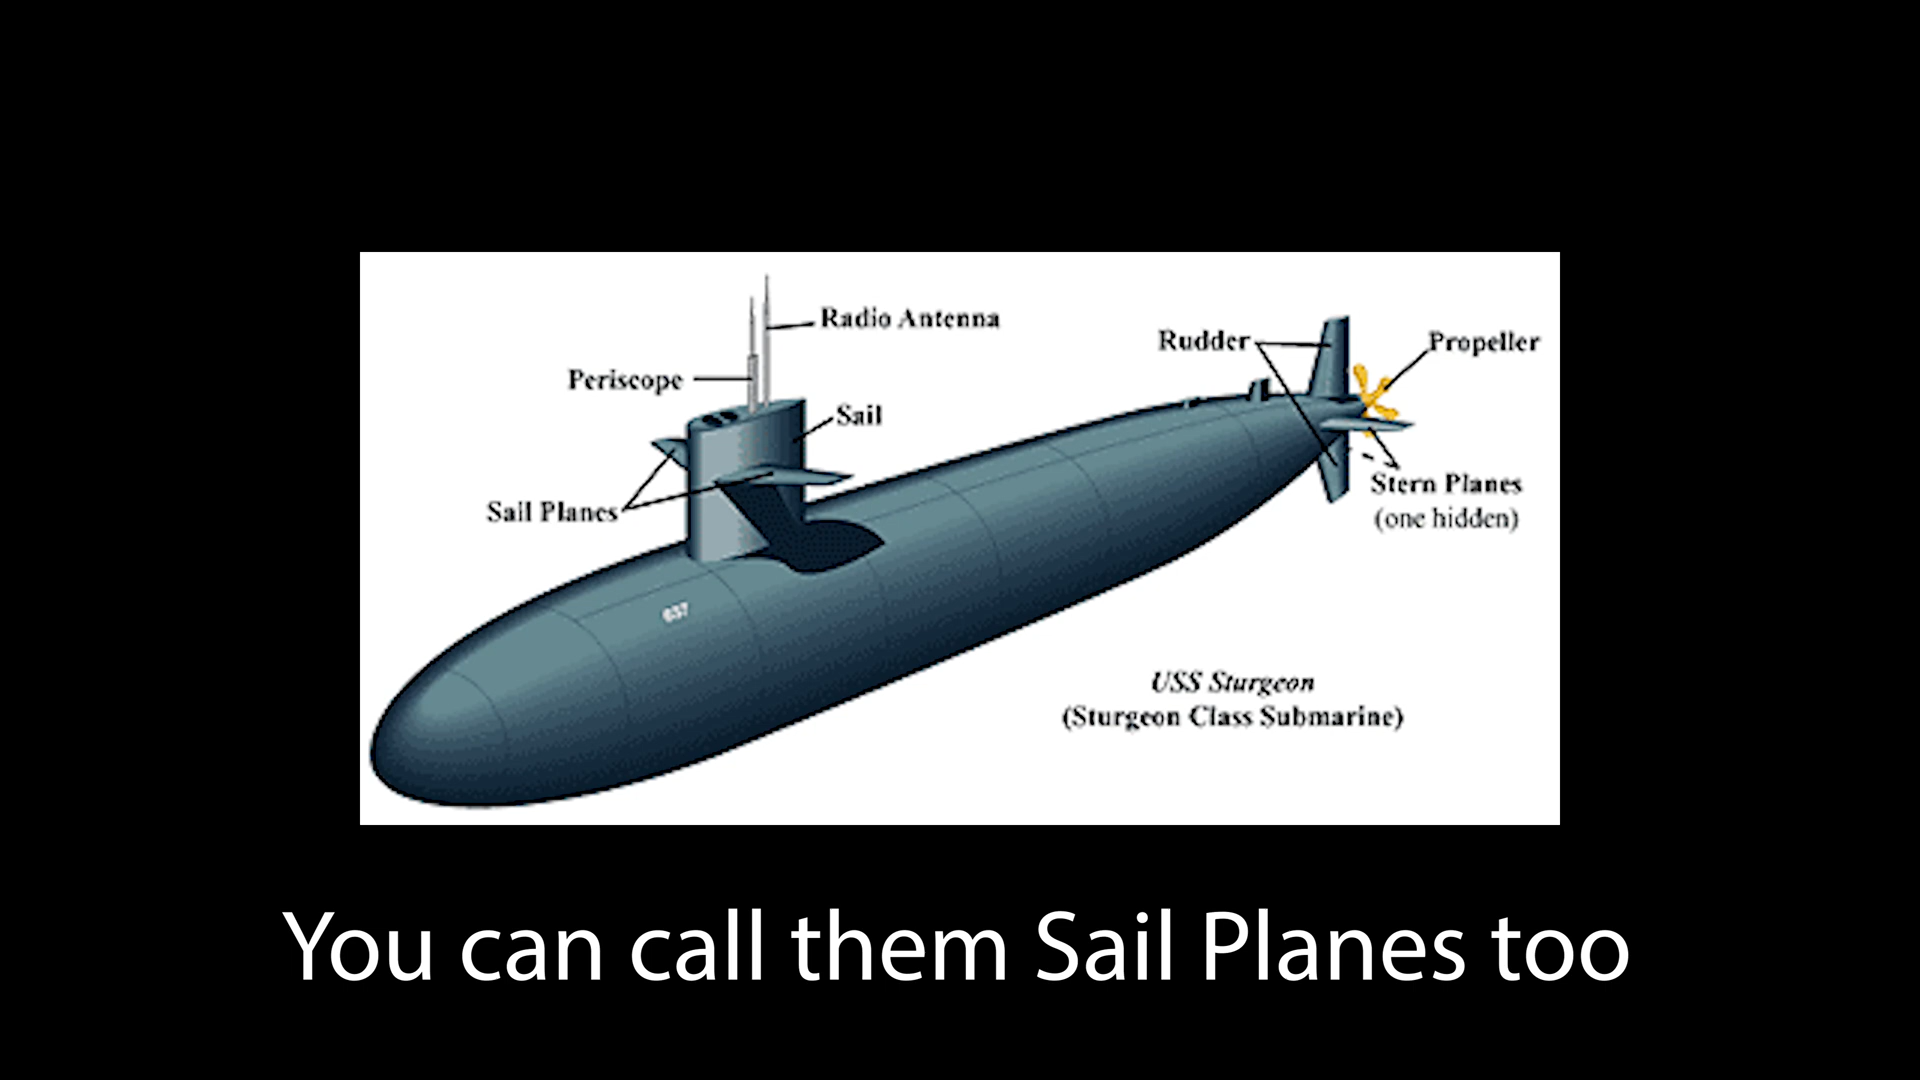 Radio Antenna
Periscope
Sail
Sail Planes
Rudder
Propeller
Stern Planes
(one hidden)
637
USS Sturgeon
(Sturgeon Class Submarine)
You can call them Sail Planes too